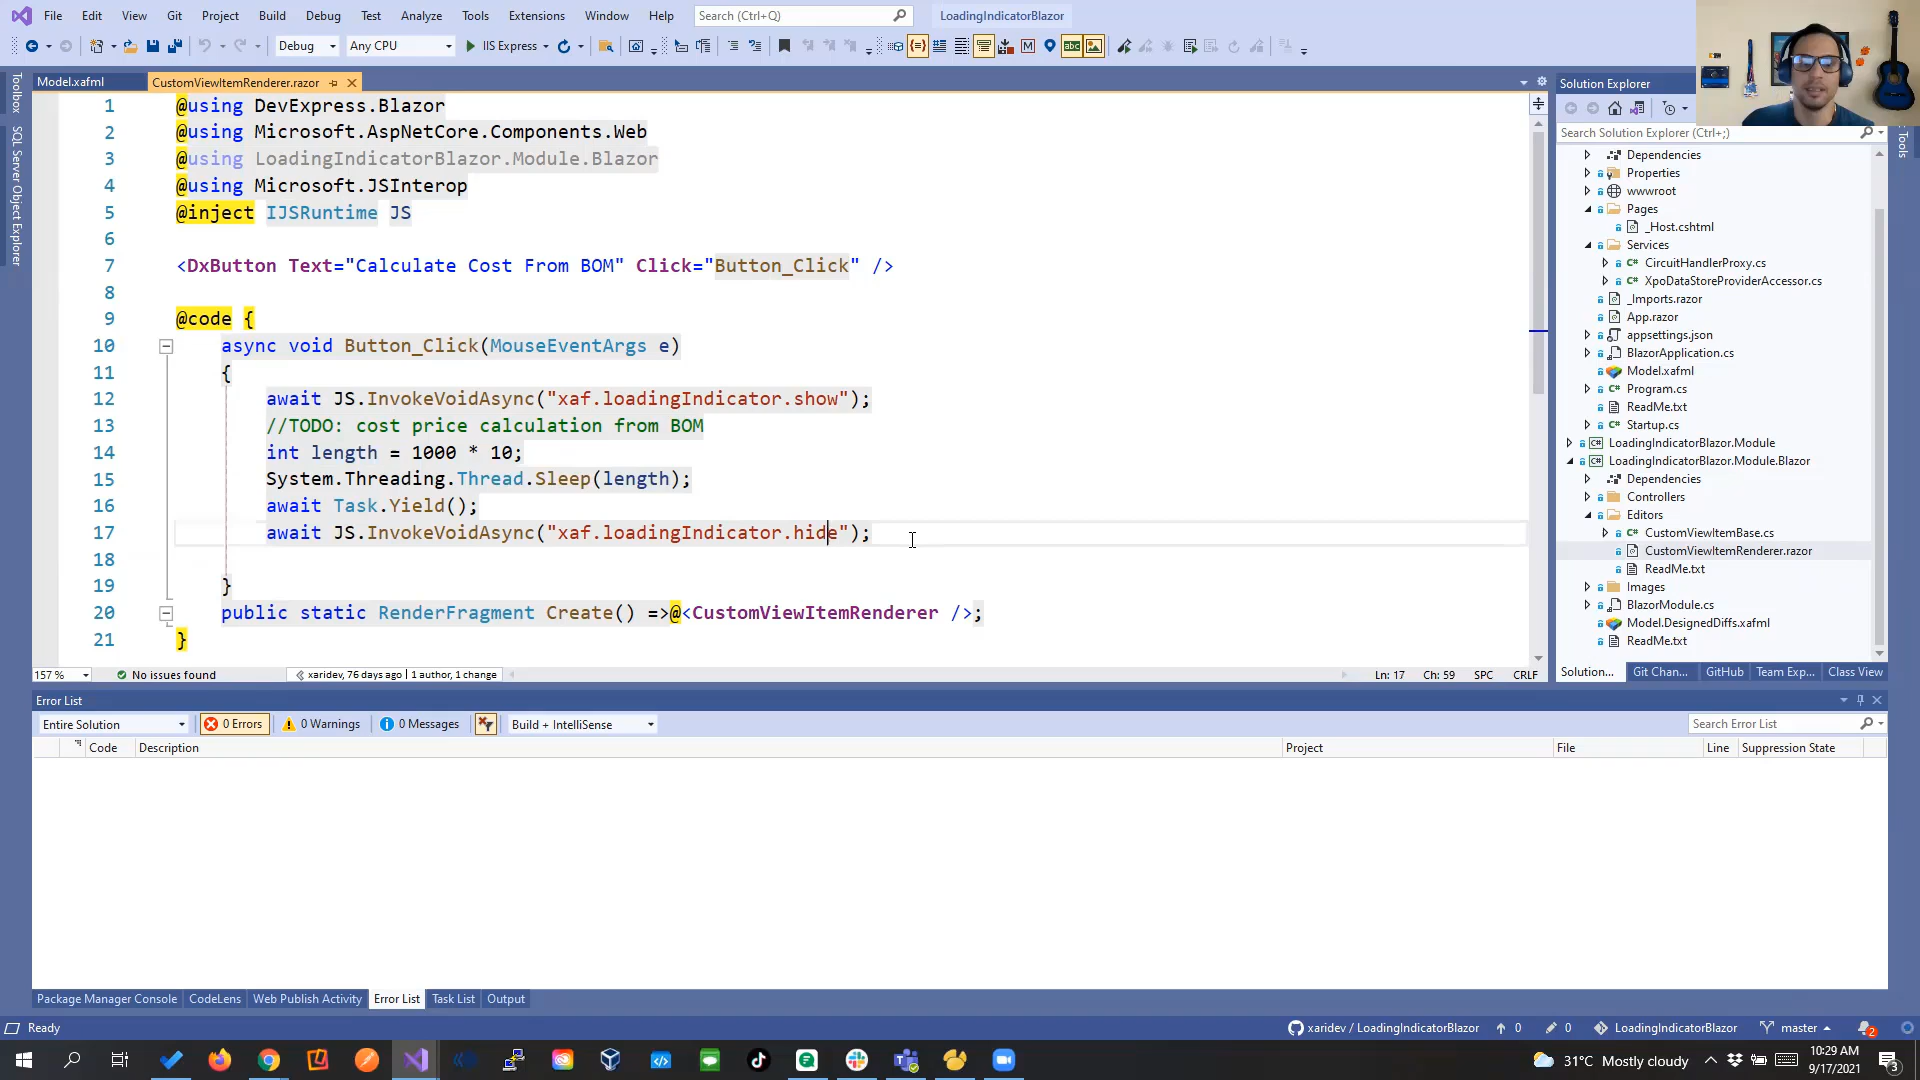 File Edit View Git Project Build Debug Test Analyze Tools Extensions Window Help Search (Ctrl+Q) LoadingIndicatorBlazor
Debug Any CPU IIS Express
Toolbox
SQL Server Object Explorer
Model.xafml CustomViewItemRenderer.razor
1 @using DevExpress.Blazor
2 @using Microsoft.AspNetCore.Components.Web
3 @using LoadingIndicatorBlazor.Module.Blazor
4 @using Microsoft.JSInterop
5 @inject IJSRuntime JS
6
7 <DxButton Text="Calculate Cost From BOM" Click="Button_Click" />
8
9 @code {
10 async void Button_Click(MouseEventArgs e)
11 {
12 await JS.InvokeVoidAsync("xaf.loadingIndicator.show");
13 //TODO: cost price calculation from BOM
14 int length = 1000 * 10;
15 System.Threading.Thread.Sleep(length);
16 await Task.Yield();
17 await JS.InvokeVoidAsync("xaf.loadingIndicator.hide");
18
19 }
20 public static RenderFragment Create() =>@<CustomViewItemRenderer />;
21 }
157 % No issues found xaridev, 76 days ago | 1 author, 1 change Ln: 17 Ch: 59 SPC CRLF
Solution Explorer
Search Solution Explorer (Ctrl+;)
Dependencies
Properties
wwwroot
Pages
_Host.cshtml
Services
CircuitHandlerProxy.cs
XpoDataStoreProviderAccessor.cs
_Imports.razor
App.razor
appsettings.json
BlazorApplication.cs
Model.xafml
Program.cs
ReadMe.txt
Startup.cs
LoadingIndicatorBlazor.Module
LoadingIndicatorBlazor.Module.Blazor
Dependencies
Controllers
Editors
CustomViewItemBase.cs
CustomViewItemRenderer.razor
ReadMe.txt
Images
BlazorModule.cs
Model.DesignedDiffs.xafml
ReadMe.txt
Solution... Git Chan... GitHub Team Exp... Class View
Error List
Entire Solution 0 Errors 0 Warnings 0 Messages Build + IntelliSense Search Error List
Code Description Project File Line Suppression State
Package Manager Console CodeLens Web Publish Activity Error List Task List Output
Ready xaridev / LoadingIndicatorBlazor 0 0 LoadingIndicatorBlazor master 2
31°C Mostly cloudy 10:29 AM
9/17/2021 3